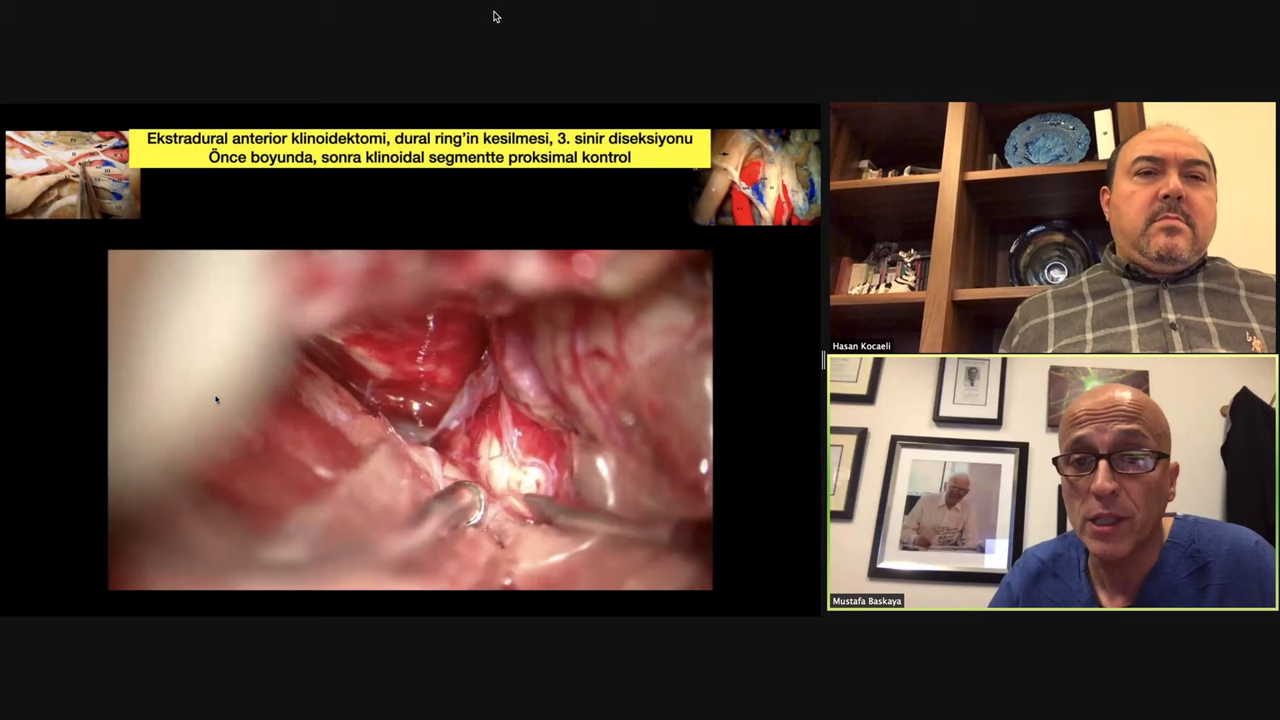 Ekstradural anterior klinoidektomi, dural ring'in kesilmesi, 3. sinir diseksiyonu
Önce boyunda, sonra klinoidal segmentte proksimal kontrol
Hasan Kocaeli
Mustafa Baskaya